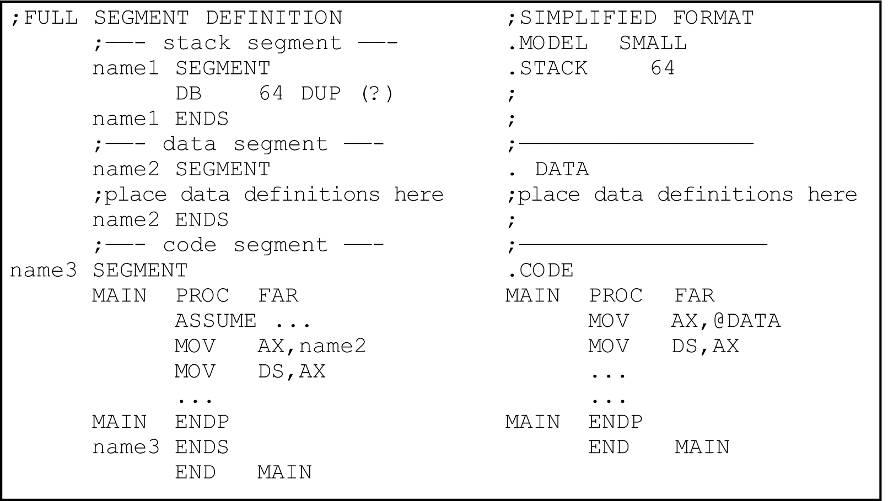 ;FULL SEGMENT DEFINITION
;——- stack segment ——-
name1 SEGMENT
DB 64 DUP (?)
name1 ENDS
;——- data segment ——-
name2 SEGMENT
;place data definitions here
name2 ENDS
;——- code segment ——-
name3 SEGMENT
MAIN PROC FAR
ASSUME ...
MOV AX,name2
MOV DS,AX
...
MAIN ENDP
name3 ENDS
END MAIN
;SIMPLIFIED FORMAT
.MODEL SMALL
.STACK 64
;
;
;—————————————————
. DATA
;place data definitions here
;
;——————————————————
.CODE
MAIN PROC FAR
MOV AX,@DATA
MOV DS,AX
...
...
MAIN ENDP
END MAIN